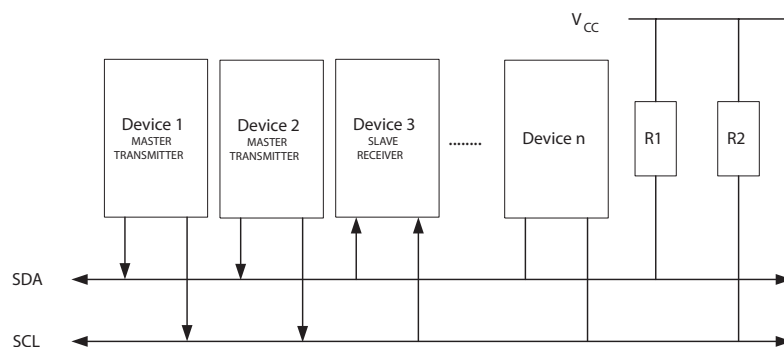 V CC
Device 1
MASTER
TRANSMITTER
Device 2
MASTER
TRANSMITTER
Device 3
SLAVE
RECEIVER
........
Device n
R1
R2
SDA
SCL